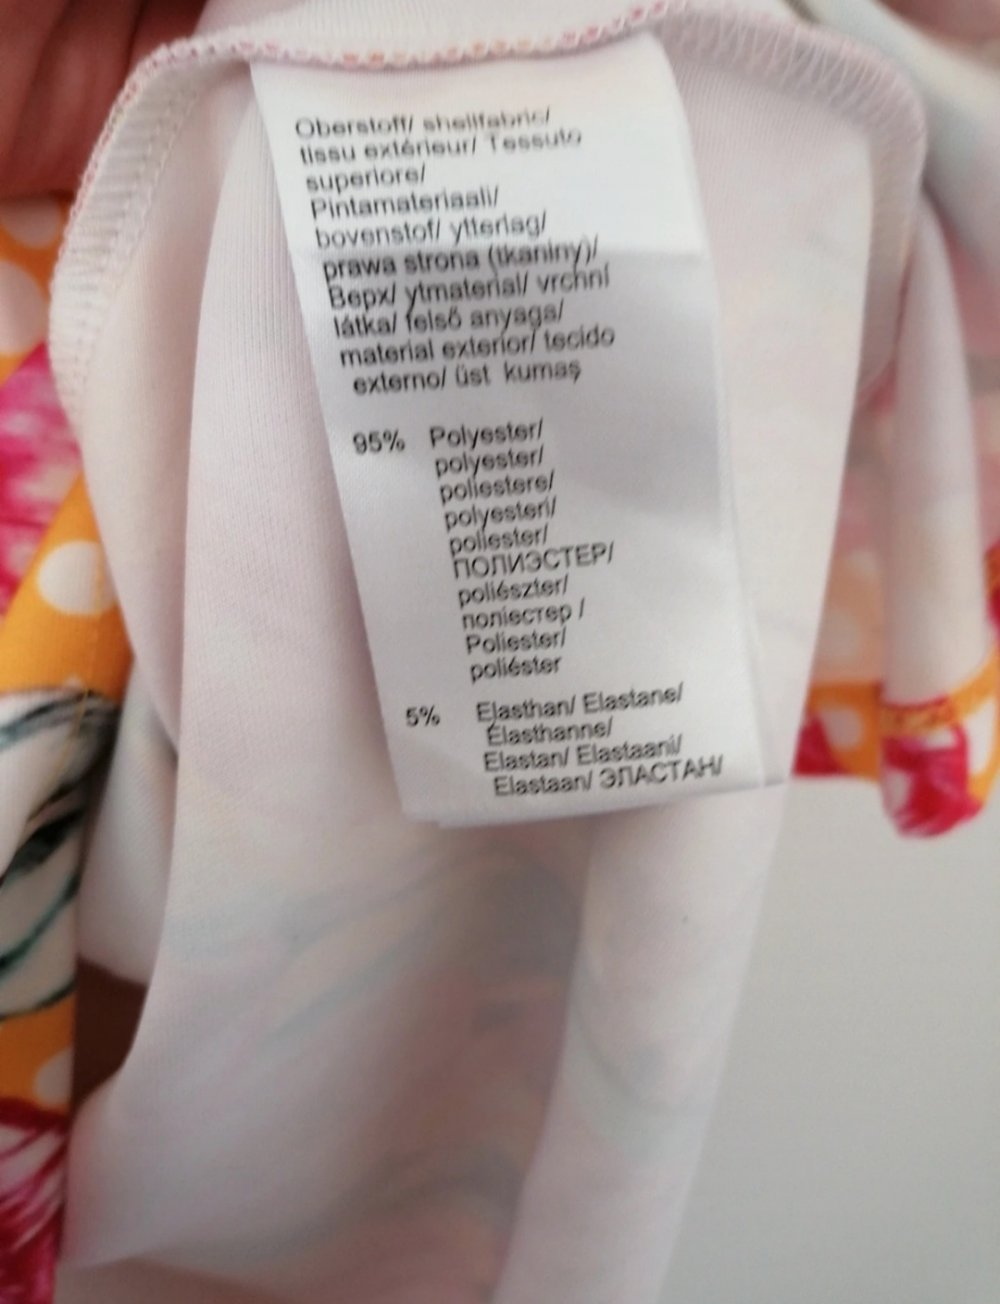 Oberstoff/ shellfabric/
tissu extérieur/ Tessuto
superiore/
Pintamateriaali/
bovenstof/ ytterlag/
prawa strona (tkaniny)/
Верх/ ytmaterial/ vrchní
látka/ felső anyaga/
material exterior/ tecido
externo/ üst kumaş
95% Polyester/
polyester/
poliestere/
polyesteri/
poliester/
ПОЛИЭСТЕР/
poliészter/
поліестер /
Poliester/
poliéster
5% Elasthan/ Elastane/
Élasthanne/
Elastan/ Elastaani/
Elastaan/ ЭЛАСТАН/